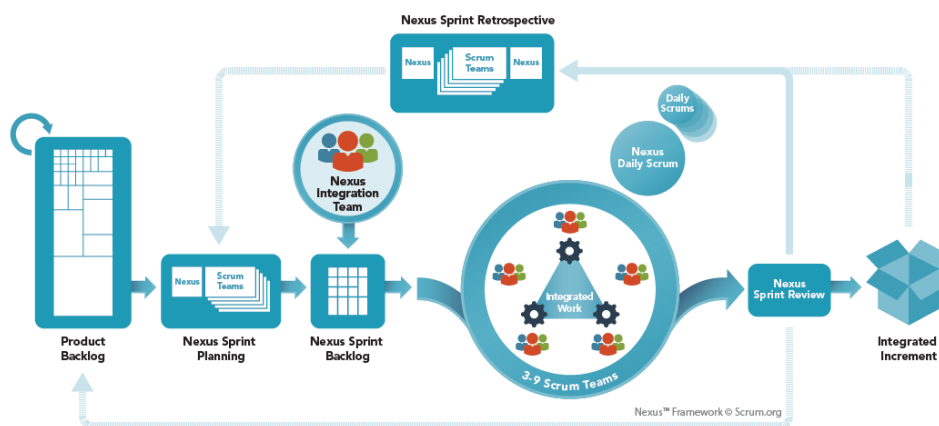 Nexus Sprint Retrospective
Nexus
Scrum
Teams
Nexus
Daily
Scrums
Nexus
Daily Scrum
Nexus
Integration
Team
Nexus
Scrum
Teams
Integrated
Work
Nexus
Sprint Review
3-9 Scrum Teams
Product
Backlog
Nexus Sprint
Planning
Nexus Sprint
Backlog
Integrated
Increment
Nexus™ Framework © Scrum.org